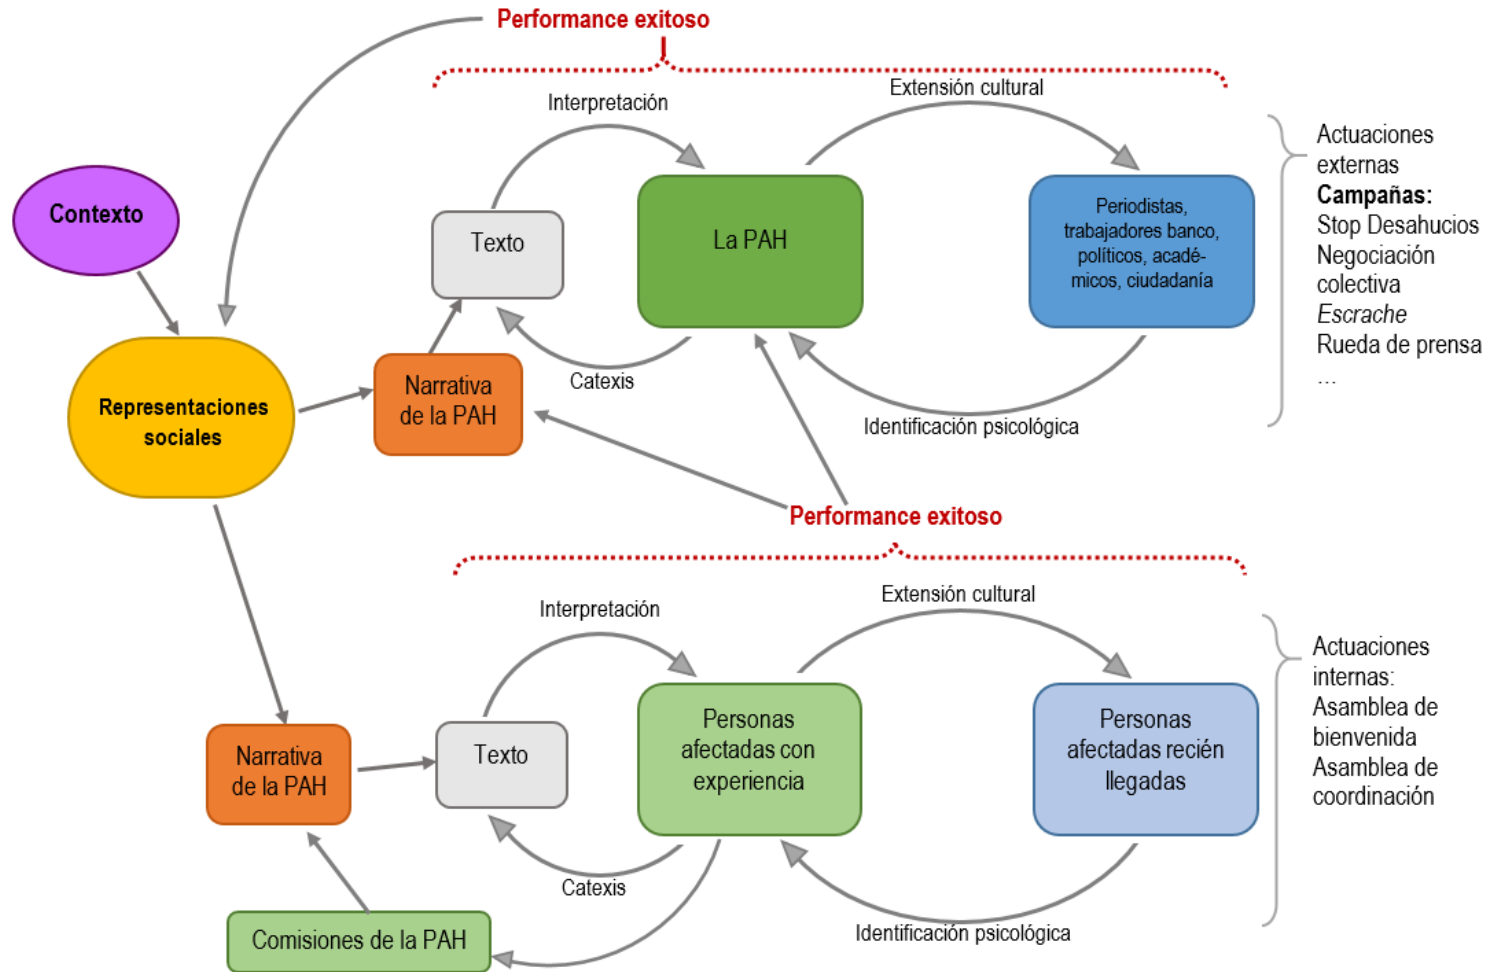 Performance exitoso
Extensión cultural
Interpretación
Contexto
Texto
La PAH
Periodistas,
trabajadores banco,
políticos, acadé-
micos, ciudadanía
Actuaciones
externas
Campañas:
Stop Desahucios
Negociación
colectiva
Escrache
Rueda de prensa
...
Representaciones
sociales
Narrativa
de la PAH
Catexis
Identificación psicológica
Performance exitoso
Extensión cultural
Interpretación
Narrativa
de la PAH
Texto
Personas
afectadas con
experiencia
Personas
afectadas recién
llegadas
Actuaciones
internas:
Asamblea de
bienvenida
Asamblea de
coordinación
Catexis
Identificación psicológica
Comisiones de la PAH